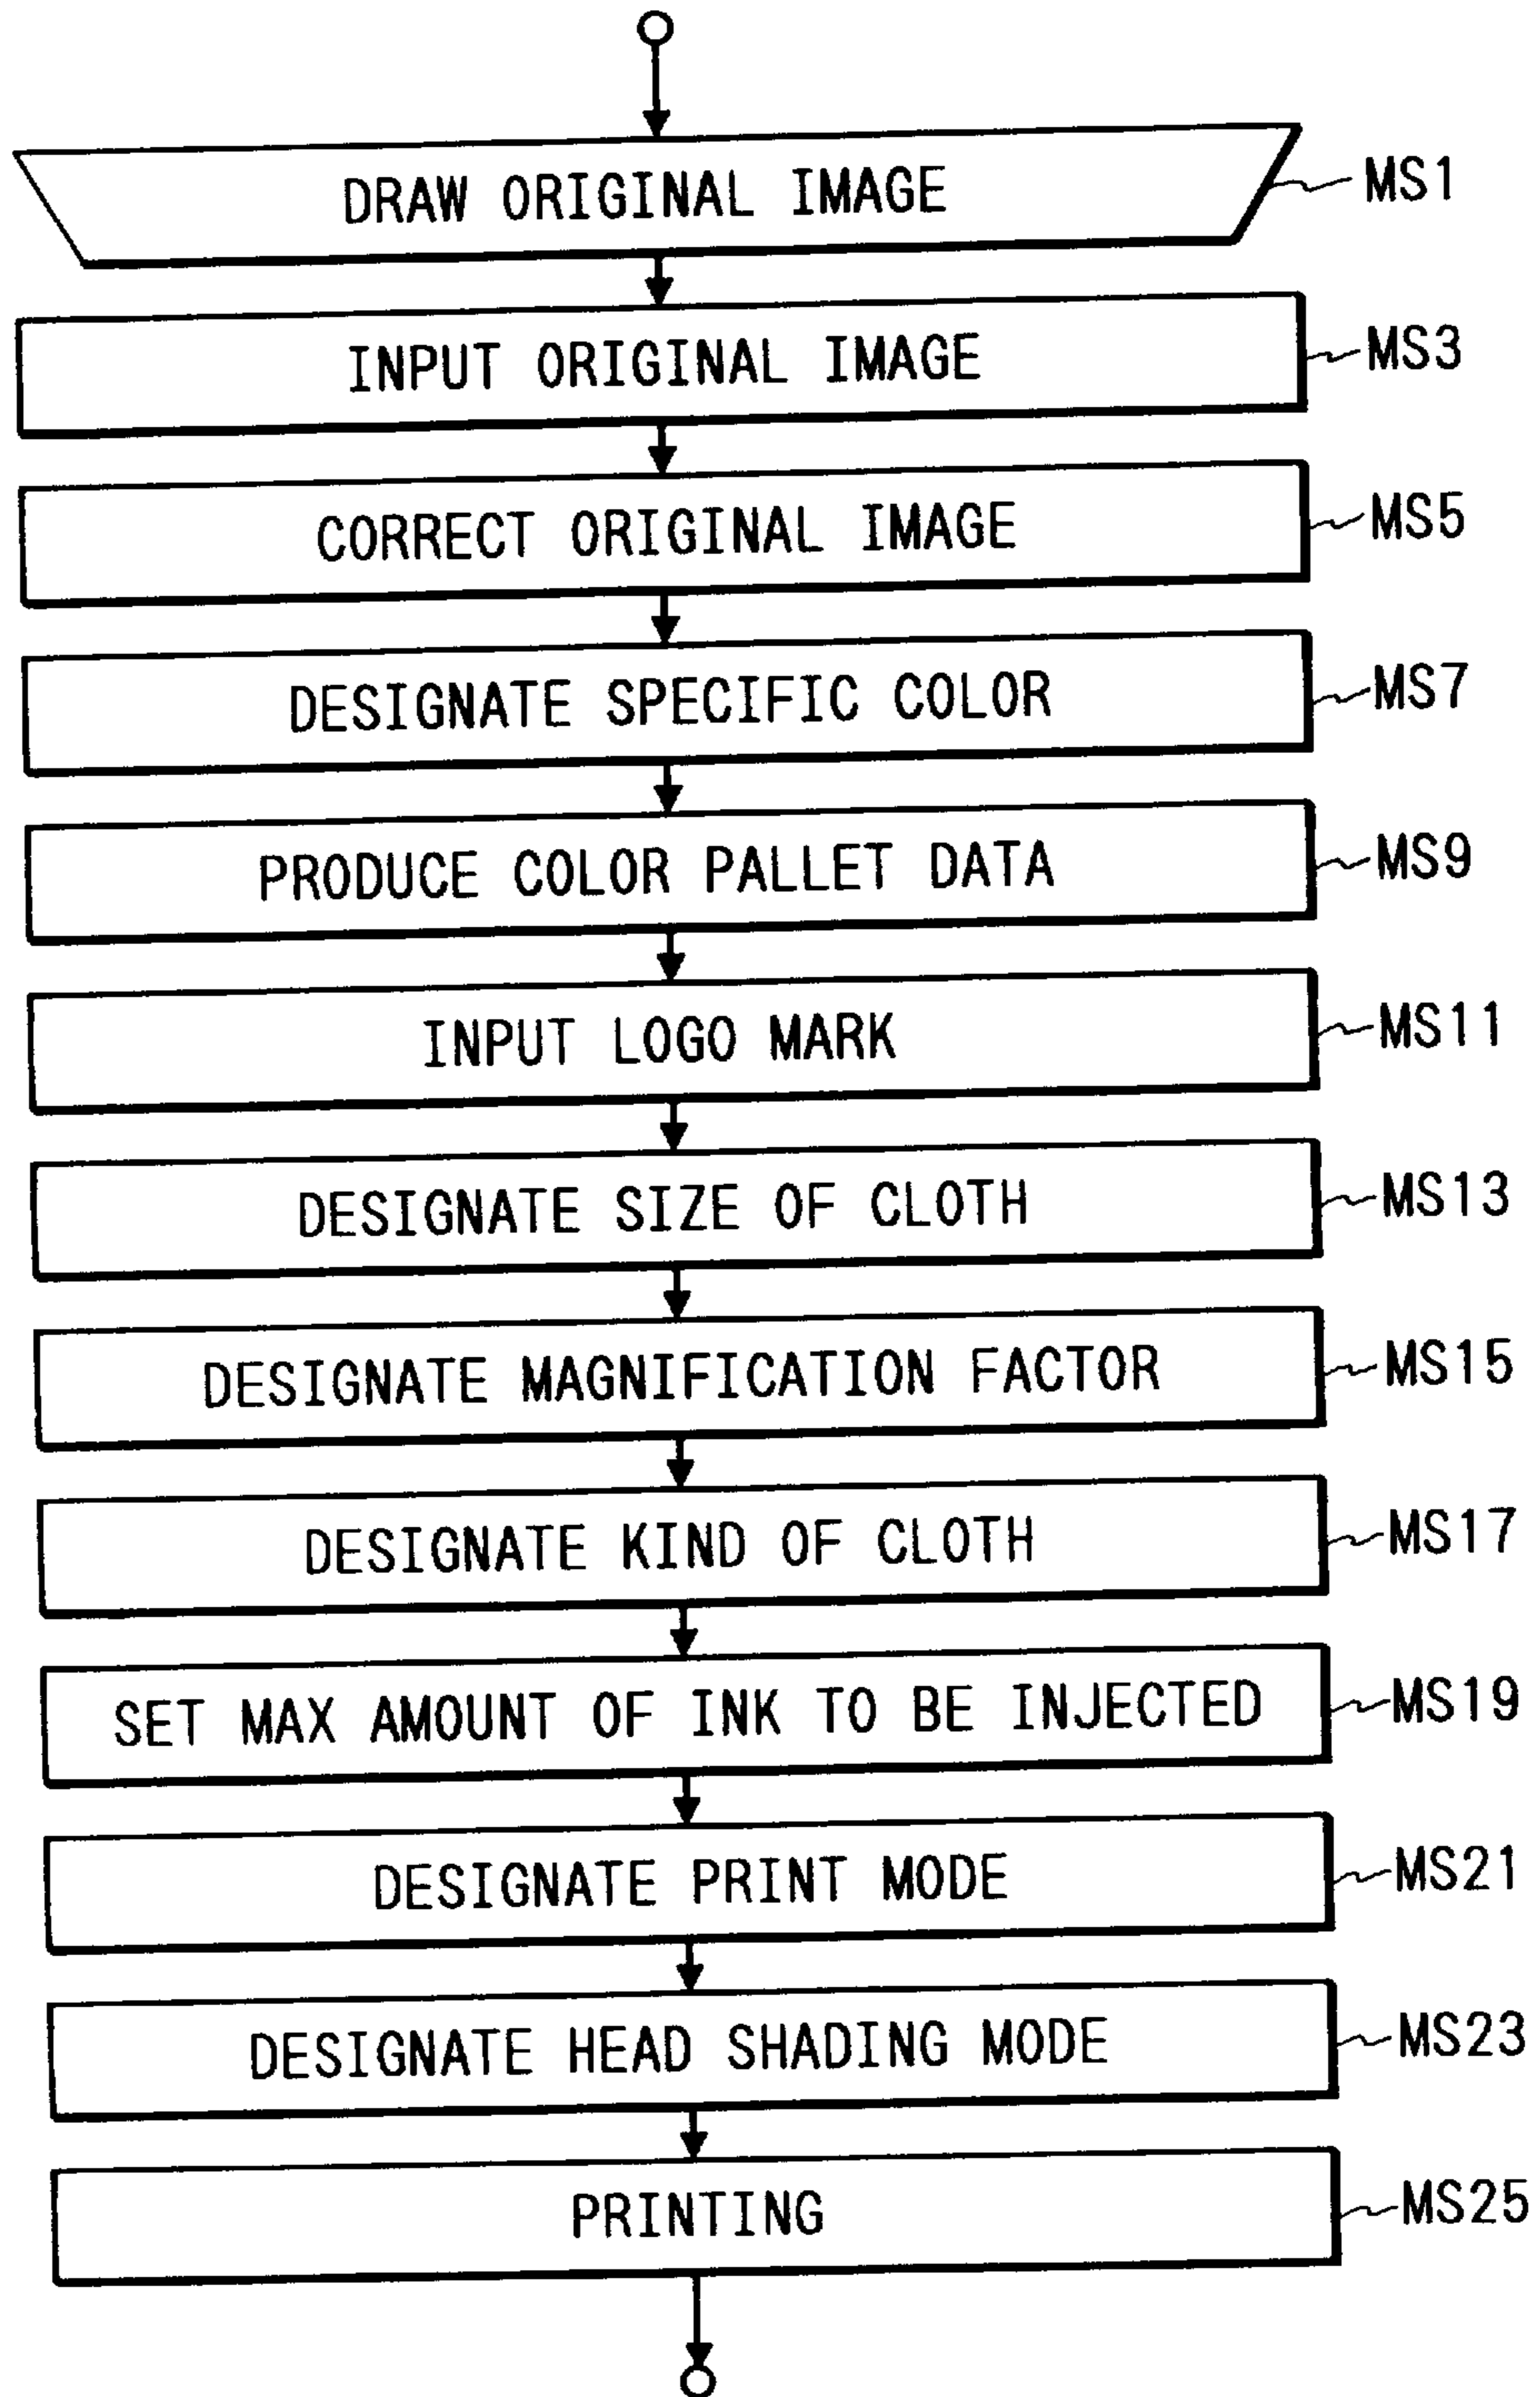 DRAW ORIGINAL IMAGE MS1
INPUT ORIGINAL IMAGE MS3
CORRECT ORIGINAL IMAGE MS5
DESIGNATE SPECIFIC COLOR MS7
PRODUCE COLOR PALLET DATA MS9
INPUT LOGO MARK MS11
DESIGNATE SIZE OF CLOTH MS13
DESIGNATE MAGNIFICATION FACTOR MS15
DESIGNATE KIND OF CLOTH MS17
SET MAX AMOUNT OF INK TO BE INJECTED MS19
DESIGNATE PRINT MODE MS21
DESIGNATE HEAD SHADING MODE MS23
PRINTING MS25